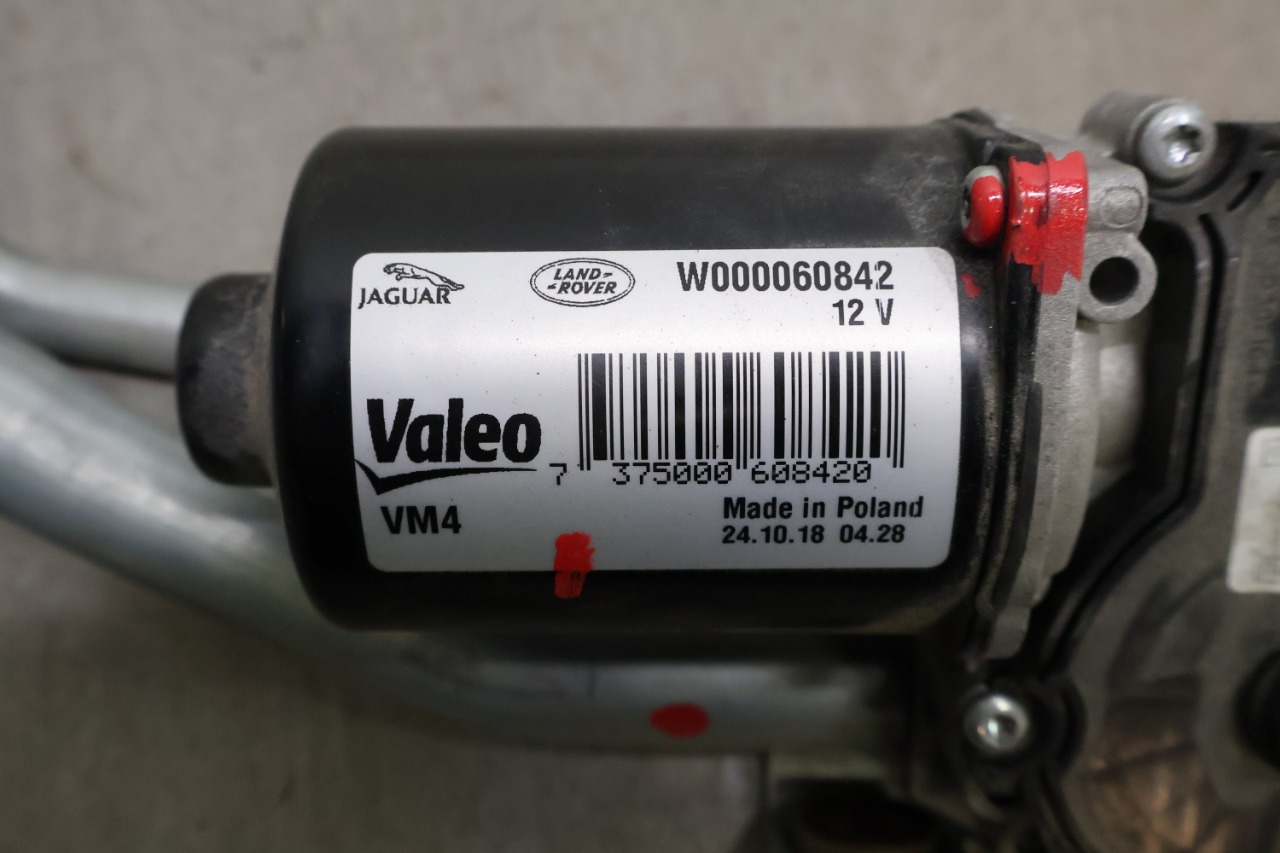 JAGUAR
LAND-
-ROVER
W000060842
12 V
Valeo
7 375000 608420
VM4
Made in Poland
24.10.18 04.28